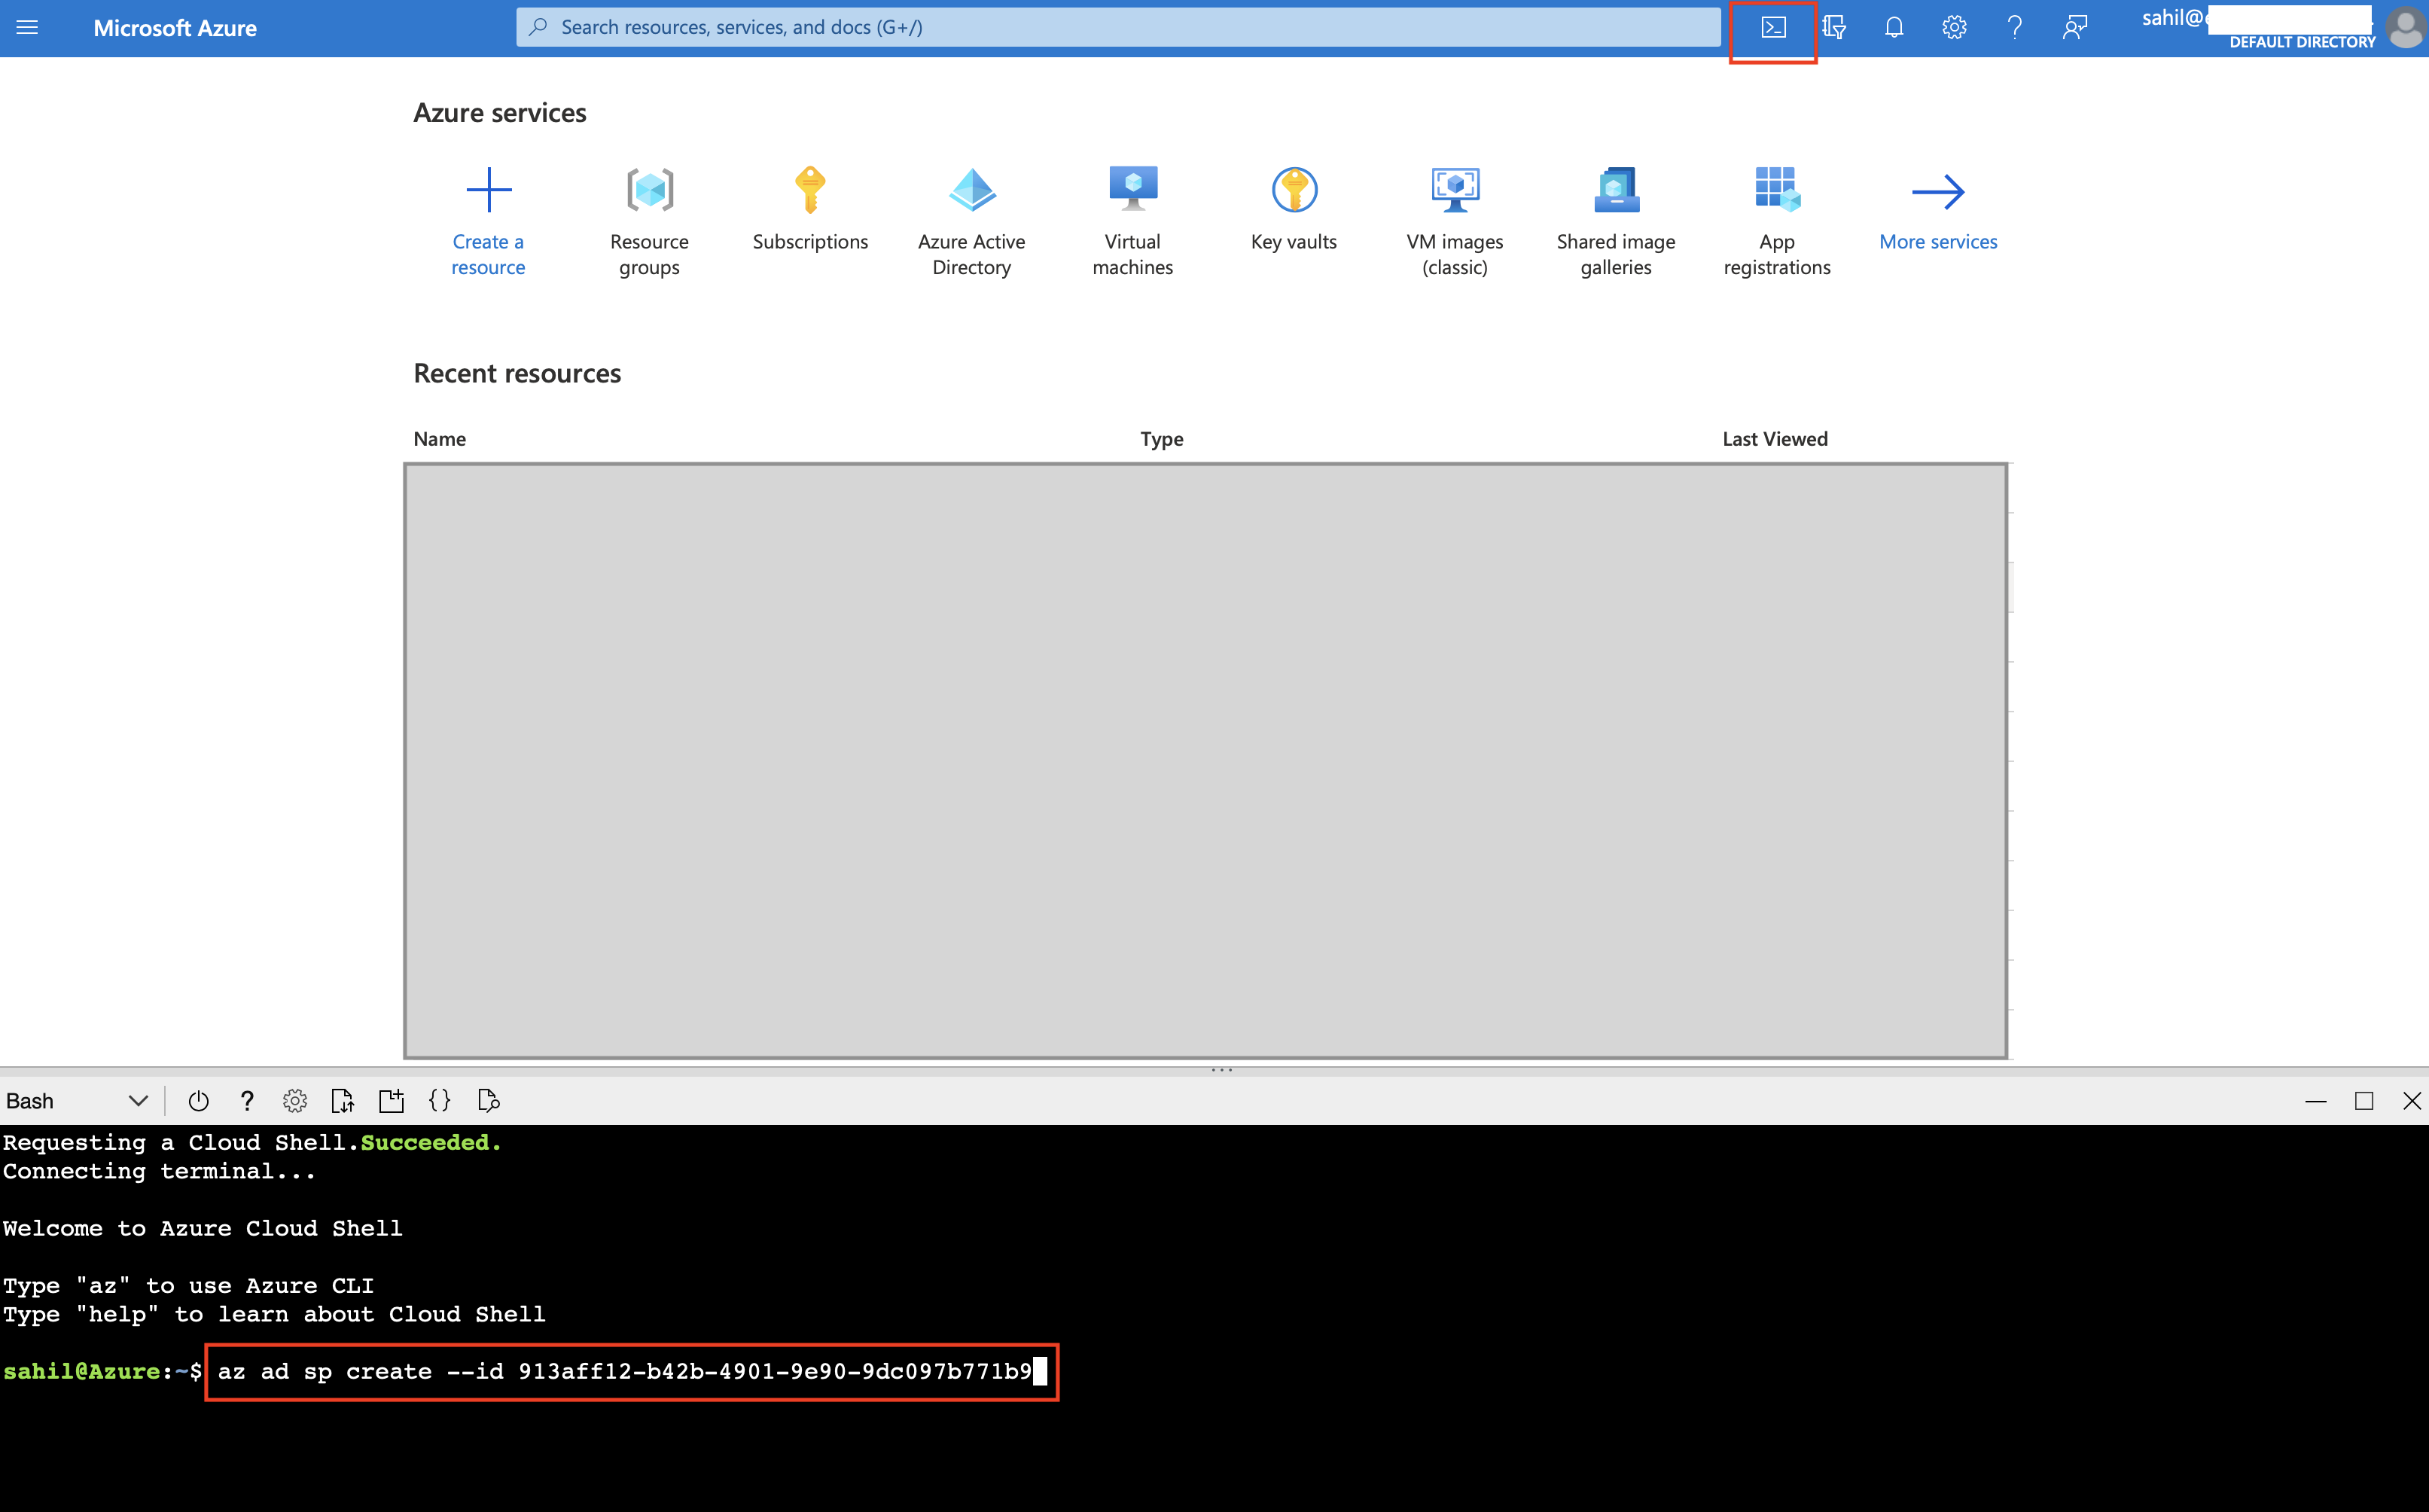 Microsoft Azure
Search resources, services, and docs (G+/)
sahil@
DEFAULT DIRECTORY
Azure services
Create a resource
Resource groups
Subscriptions
Azure Active Directory
Virtual machines
Key vaults
VM images (classic)
Shared image galleries
App registrations
More services
Recent resources
Name
Type
Last Viewed
Bash
Requesting a Cloud Shell.Succeeded.
Connecting terminal...
Welcome to Azure Cloud Shell
Type "az" to use Azure CLI
Type "help" to learn about Cloud Shell
sahil@Azure:~$ az ad sp create --id 913aff12-b42b-4901-9e90-9dc097b771b9